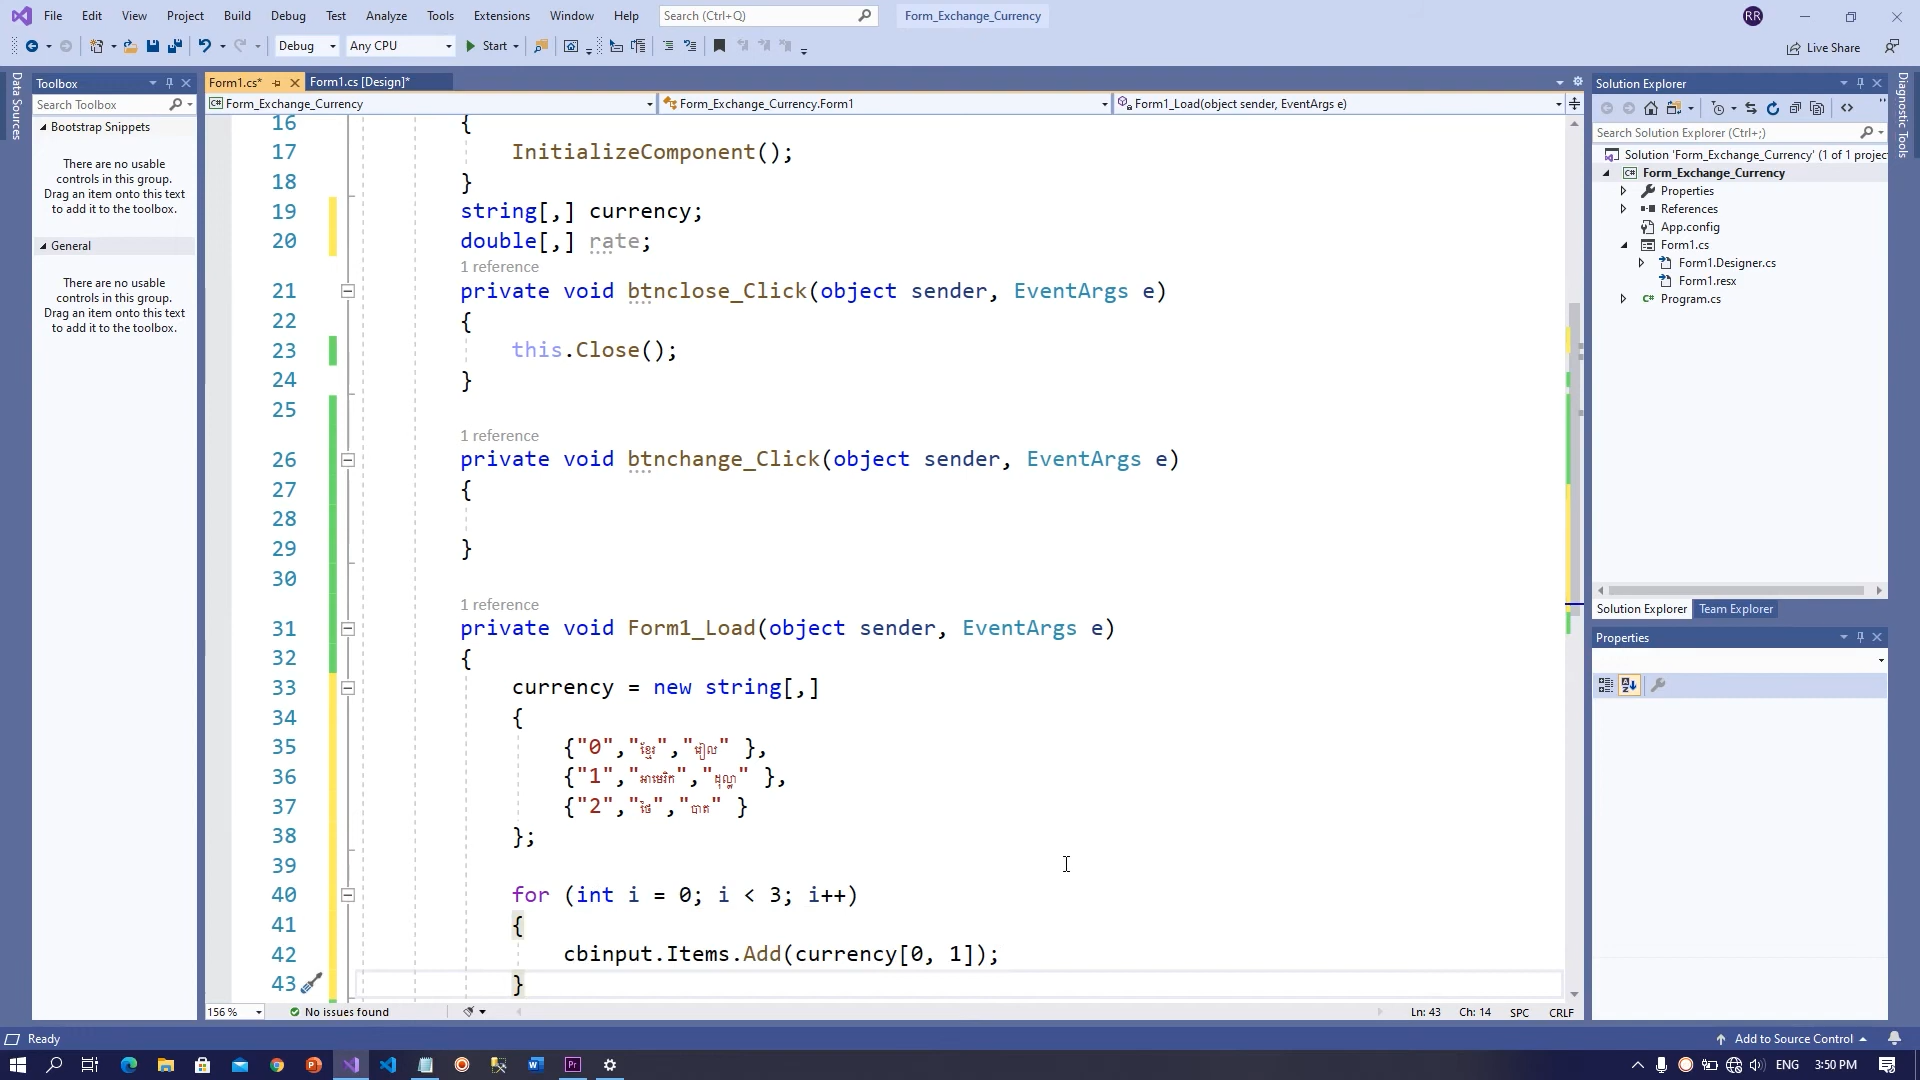 File Edit View Project Build Debug Test Analyze Tools Extensions Window Help Search (Ctrl+Q) Form_Exchange_Currency RR
Debug Any CPU Start Live Share
Data Sources
Toolbox
Search Toolbox
Bootstrap Snippets
There are no usable
controls in this group.
Drag an item onto this text
to add it to the toolbox.
General
There are no usable
controls in this group.
Drag an item onto this text
to add it to the toolbox.
Form1.cs* Form1.cs [Design]*
Form_Exchange_Currency Form_Exchange_Currency.Form1 Form1_Load(object sender, EventArgs e)
16 {
17 InitializeComponent();
18 }
19 string[,] currency;
20 double[,] rate;
1 reference
21 private void btnclose_Click(object sender, EventArgs e)
22 {
23 this.Close();
24 }
25
1 reference
26 private void btnchange_Click(object sender, EventArgs e)
27 {
28
29 }
30
1 reference
31 private void Form1_Load(object sender, EventArgs e)
32 {
33 currency = new string[,]
34 {
35 {"0","ខ្មែរ","រៀល" },
36 {"1","អាមេរិក","ដុល្លា" },
37 {"2","ថៃ","បាត" }
38 };
39
40 for (int i = 0; i < 3; i++)
41 {
42 cbinput.Items.Add(currency[0, 1]);
43 }
156 % No issues found Ln: 43 Ch: 14 SPC CRLF
Solution Explorer
Search Solution Explorer (Ctrl+;)
Solution 'Form_Exchange_Currency' (1 of 1 projec
Form_Exchange_Currency
Properties
References
App.config
Form1.cs
Form1.Designer.cs
Form1.resx
Program.cs
Solution Explorer Team Explorer
Properties
Diagnostic Tools
Ready Add to Source Control
ENG 3:50 PM